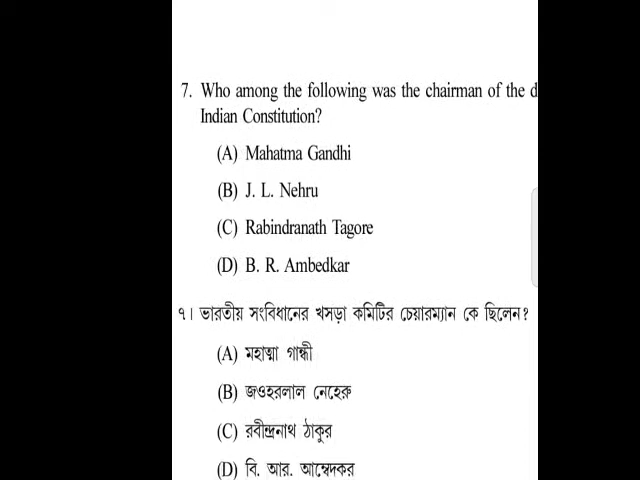 7. Who among the following was the chairman of the
Indian Constitution?
(A) Mahatma Gandhi
(B) J. L. Nehru
(C) Rabindranath Tagore
(D) B. R. Ambedkar
৭। ভারতীয় সংবিধানের খসড়া কমিটির চেয়ারম্যান কে ছিলেন?
(A) মহাত্মা গান্ধী
(B) জওহরলাল নেহেরু
(C) রবীন্দ্রনাথ ঠাকুর
(D) বি. আর. আম্বেদকর